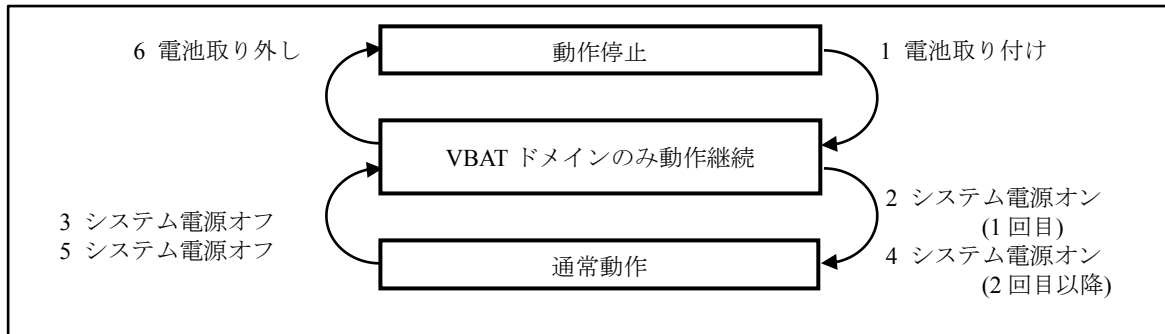 6 電池取り外し
動作停止
1 電池取り付け
VBAT ドメインのみ動作継続
3 システム電源オフ
5 システム電源オフ
2 システム電源オン
(1 回目)
通常動作
4 システム電源オン
(2 回目以降)